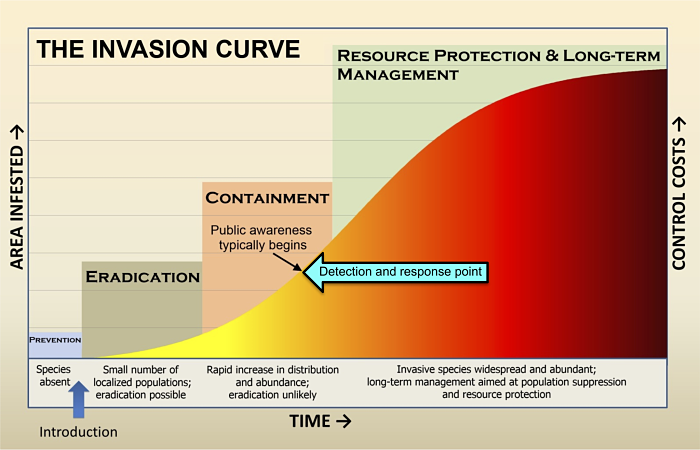 THE INVASION CURVE
RESOURCE PROTECTION & LONG-TERM
MANAGEMENT
CONTAINMENT
Public awareness
typically begins
Detection and response point
ERADICATION
PREVENTION
AREA INFESTED →
CONTROL COSTS →
Species
absent
Small number of
localized populations;
eradication possible
Rapid increase in distribution
and abundance;
eradication unlikely
Invasive species widespread and abundant;
long-term management aimed at population suppression
and resource protection
TIME →
Introduction